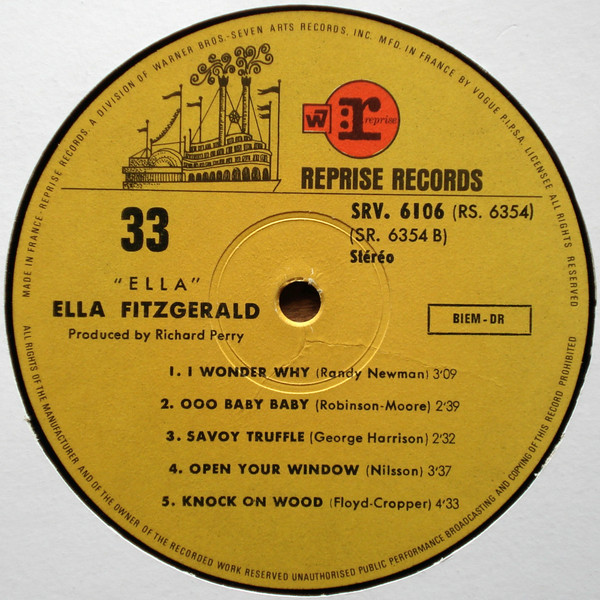 MADE IN FRANCE-REPRISE RECORDS, A DIVISION OF WARNER BROS.-SEVEN ARTS RECORDS, INC. MFD. IN FRANCE BY VOGUE P.I.P.S.A. LICENSEE ALL RIGHTS RESERVED
W
r
reprise
REPRISE RECORDS
33
SRV. 6106 (RS. 6354)
(SR. 6354 B)
Stéréo
"ELLA"
ELLA FITZGERALD
Produced by Richard Perry
BIEM-DR
1. I WONDER WHY (Randy Newman) 3'09
2. OOO BABY BABY (Robinson-Moore) 2'39
3. SAVOY TRUFFLE (George Harrison) 2'32
4. OPEN YOUR WINDOW (Nilsson) 3'37
5. KNOCK ON WOOD (Floyd-Cropper) 4'33
ALL RIGHTS OF THE MANUFACTURER AND OF THE OWNER OF THE RECORDED WORK RESERVED UNAUTHORISED PUBLIC PERFORMANCE BROADCASTING AND COPYING OF THIS RECORD PROHIBITED